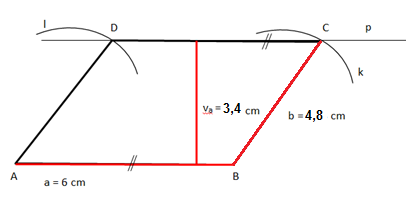 l
D
C
p
k
vₐ = 3,4 cm
b = 4,8 cm
A
B
a = 6 cm